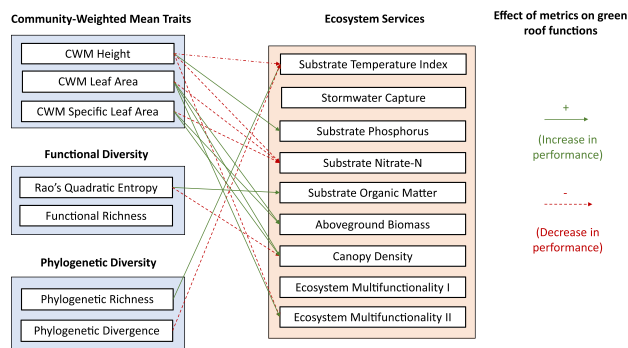 Community-Weighted Mean Traits
CWM Height
CWM Leaf Area
CWM Specific Leaf Area
Functional Diversity
Rao's Quadratic Entropy
Functional Richness
Phylogenetic Diversity
Phylogenetic Richness
Phylogenetic Divergence
Ecosystem Services
Substrate Temperature Index
Stormwater Capture
Substrate Phosphorus
Substrate Nitrate-N
Substrate Organic Matter
Aboveground Biomass
Canopy Density
Ecosystem Multifunctionality I
Ecosystem Multifunctionality II
Effect of metrics on green
roof functions
+
(Increase in
performance)
-
(Decrease in
performance)